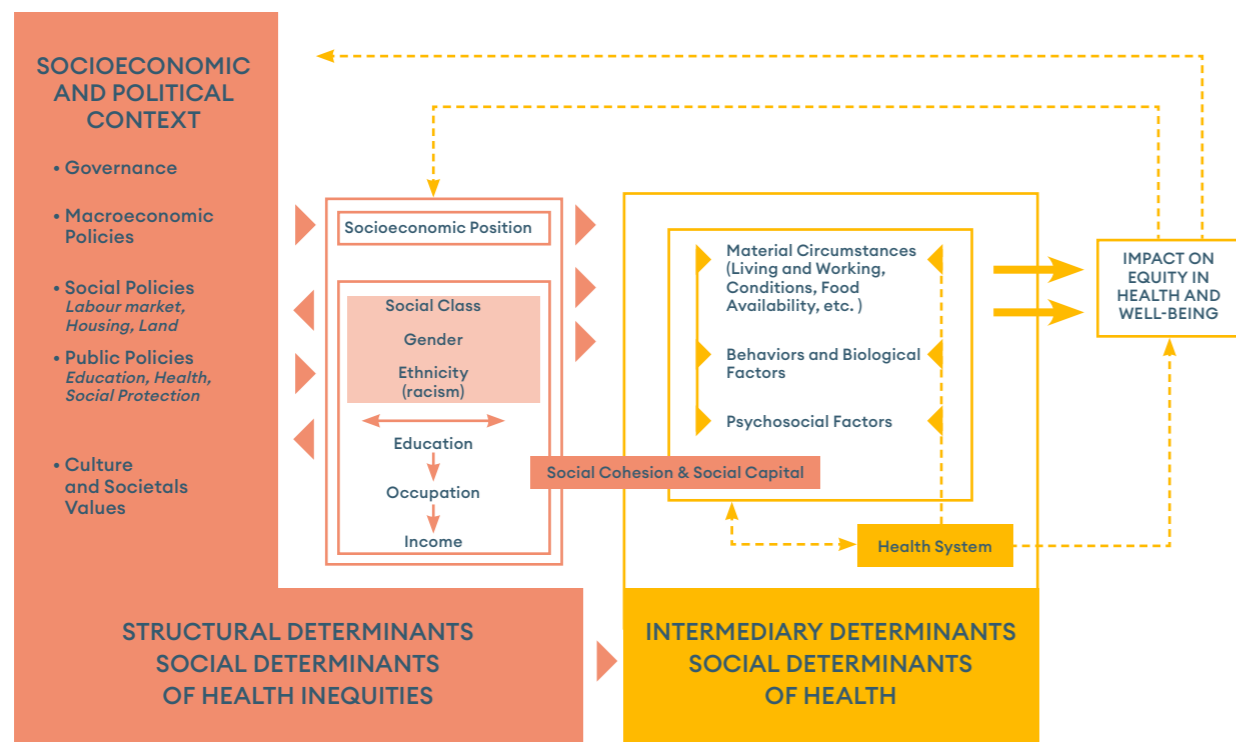 SOCIOECONOMIC
AND POLITICAL
CONTEXT
• Governance
• Macroeconomic
Policies
• Social Policies
Labour market,
Housing, Land
• Public Policies
Education, Health,
Social Protection
• Culture
and Societals
Values
Socioeconomic Position
Social Class
Gender
Ethnicity
(racism)
Education
Occupation
Income
Social Cohesion & Social Capital
Material Circumstances
(Living and Working,
Conditions, Food
Availability, etc. )
Behaviors and Biological
Factors
Psychosocial Factors
Health System
IMPACT ON
EQUITY IN
HEALTH AND
WELL-BEING
STRUCTURAL DETERMINANTS
SOCIAL DETERMINANTS
OF HEALTH INEQUITIES
INTERMEDIARY DETERMINANTS
SOCIAL DETERMINANTS
OF HEALTH